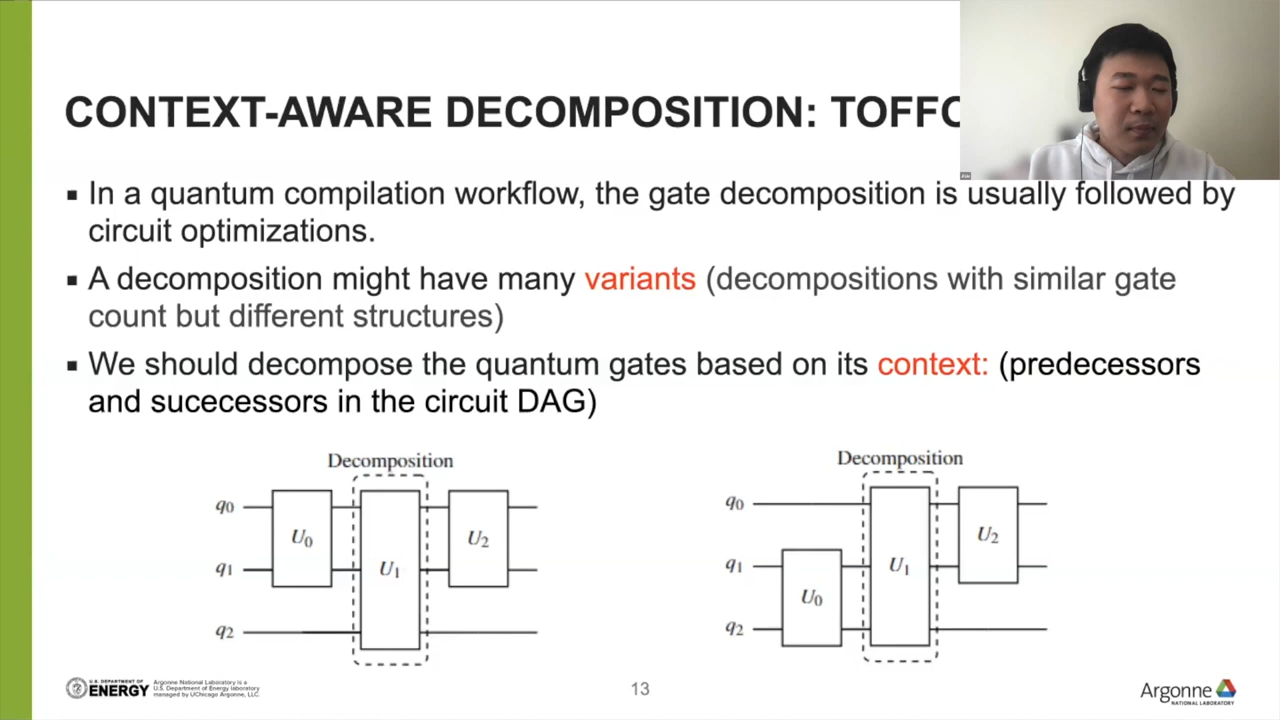 CONTEXT-AWARE DECOMPOSITION: TOFFO
▪ In a quantum compilation workflow, the gate decomposition is usually followed by
circuit optimizations.
▪ A decomposition might have many variants (decompositions with similar gate
count but different structures)
▪ We should decompose the quantum gates based on its context: (predecessors
and sucecessors in the circuit DAG)
Decomposition
q0
q1
q2
U0
U1
U2
Decomposition
q0
q1
q2
U0
U1
U2
U.S. DEPARTMENT OF
ENERGY
Argonne National Laboratory is a
U.S. Department of Energy laboratory
managed by UChicago Argonne, LLC.
13
Argonne
NATIONAL LABORATORY